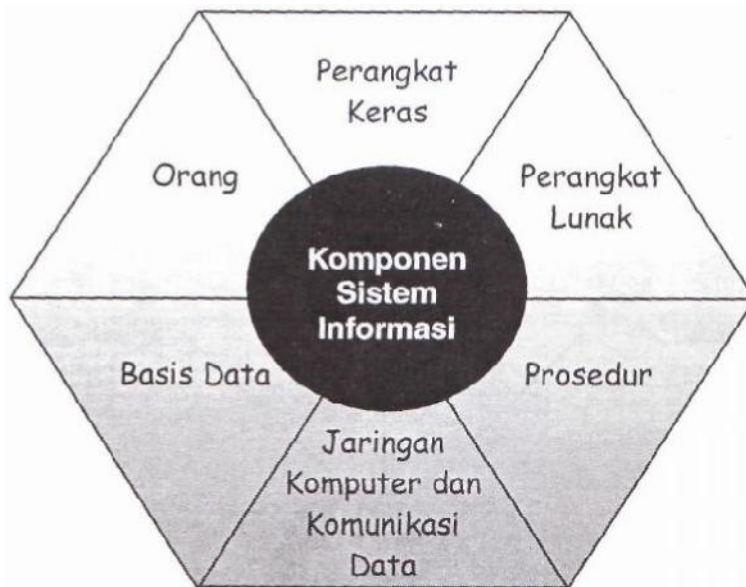 Perangkat
Keras
Orang
Perangkat
Lunak
Komponen
Sistem
Informasi
Basis Data
Prosedur
Jaringan
Komputer dan
Komunikasi
Data